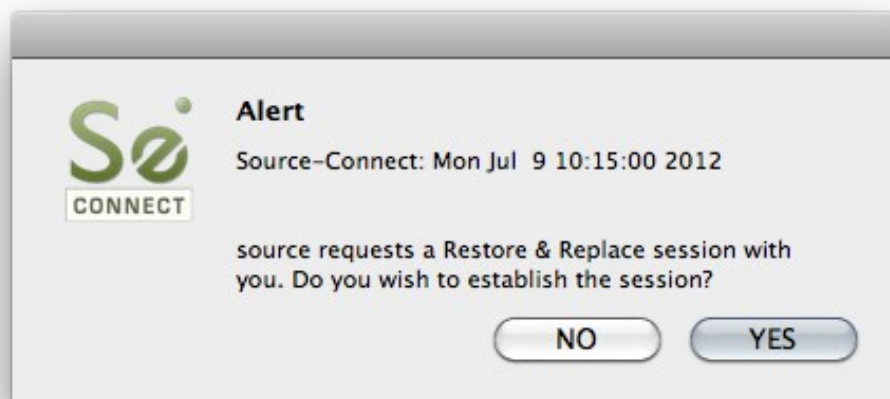 Se
CONNECT
Alert
Source-Connect: Mon Jul  9 10:15:00 2012
source requests a Restore & Replace session with
you. Do you wish to establish the session?
NO
YES